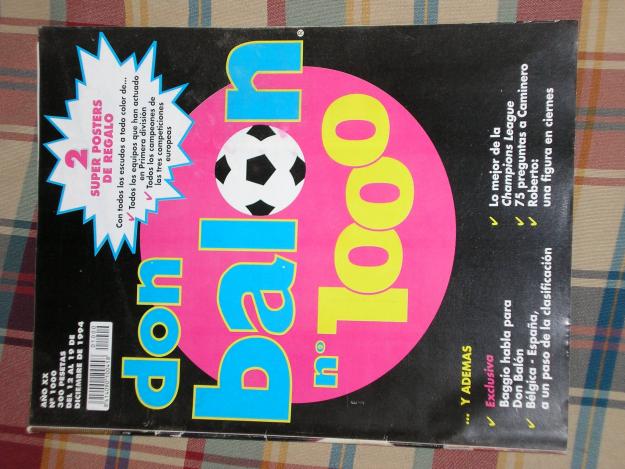 AÑO XX
Nº 1000
300 PESETAS
DEL 12 AL 19 DE
DICIEMBRE DE 1994
2
SUPER POSTERS
DE REGALO
Con todos los escudos a todo color de...
✓ Todos los equipos que han actuado
en Primera división
✓ Todos los campeones de
las tres competiciones
europeas
don
balon®
nº 1000
... Y ADEMAS
✓ Exclusiva
Baggio habla para
Don Balón
✓ Bélgica - España,
a un paso de la clasificación
✓ Lo mejor de la
Champions League
✓ 75 preguntas a Caminero
✓ Roberto:
una figura en ciernes